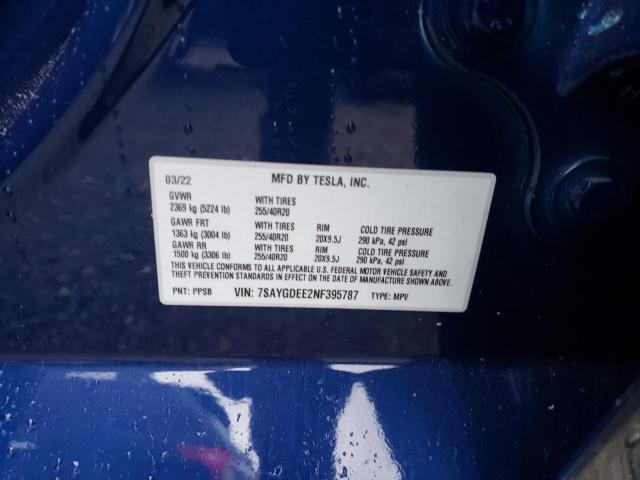 03/22 MFD BY TESLA, INC.
GVWR WITH TIRES
2369 kg (5224 lb) 255/40R20
GAWR FRT WITH TIRES RIM COLD TIRE PRESSURE
1363 kg (3004 lb) 255/40R20 20X9.5J 290 kPa, 42 psi
GAWR RR WITH TIRES RIM COLD TIRE PRESSURE
1500 kg (3306 lb) 255/40R20 20X9.5J 290 kPa, 42 psi
THIS VEHICLE CONFORMS TO ALL APPLICABLE U.S. FEDERAL MOTOR VEHICLE SAFETY AND
THEFT PREVENTION STANDARDS IN EFFECT ON THE DATE OF MANUFACTURE SHOWN ABOVE.
PNT: PPSB VIN: 7SAYGDEE2NF395787 TYPE: MPV